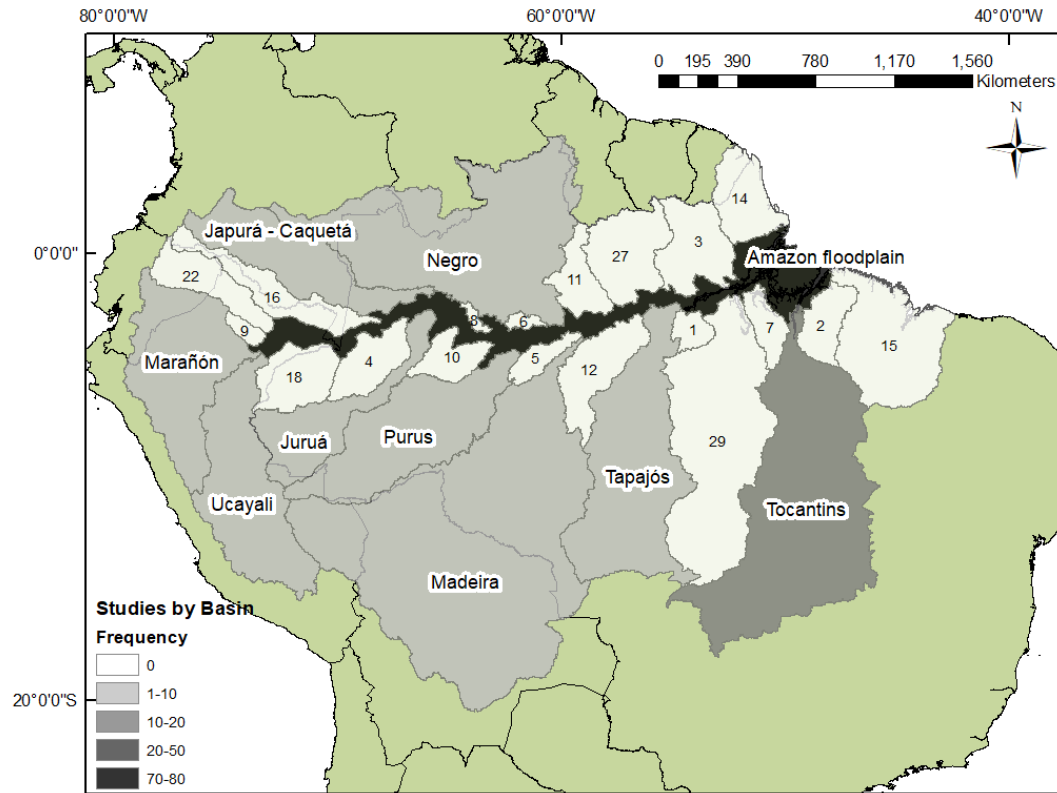 80°0'0"W 60°0'0"W 40°0'0"W
0 195 390 780 1,170 1,560
Kilometers
N
14
Japurá - Caquetá
0°0'0"
Negro
27
3
Amazon floodplain
22
11
16
8
6
9
1
7
2
15
Marañón
4
10
5
12
18
Juruá
Purus
29
Tapajós
Ucayali
Tocantins
Madeira
Studies by Basin
Frequency
0
1-10
20°0'0"S
10-20
20-50
70-80